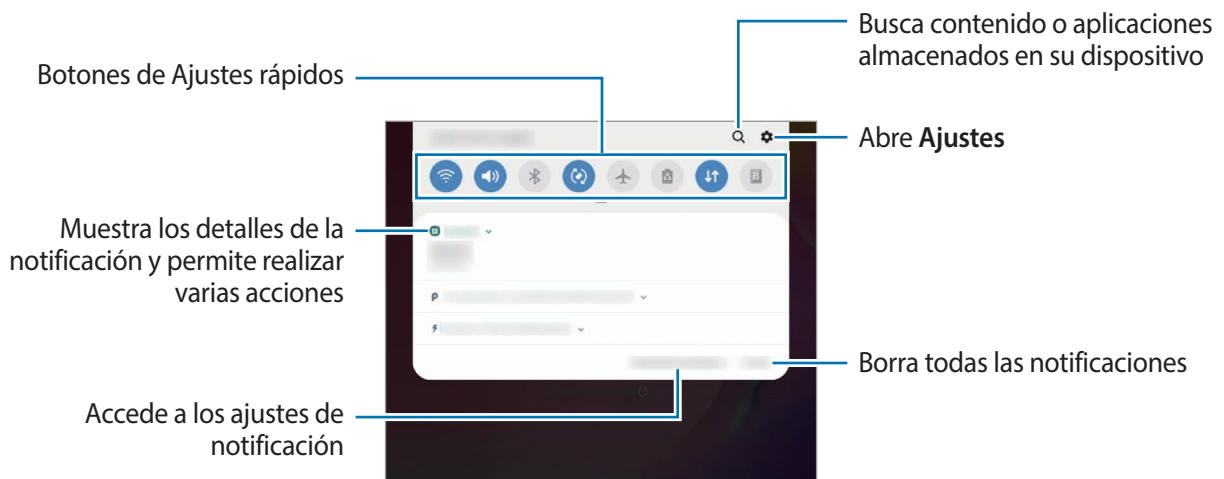 Busca contenido o aplicaciones
almacenados en su dispositivo
Botones de Ajustes rápidos
Abre Ajustes
Muestra los detalles de la
notificación y permite realizar
varias acciones
Borra todas las notificaciones
Accede a los ajustes de
notificación